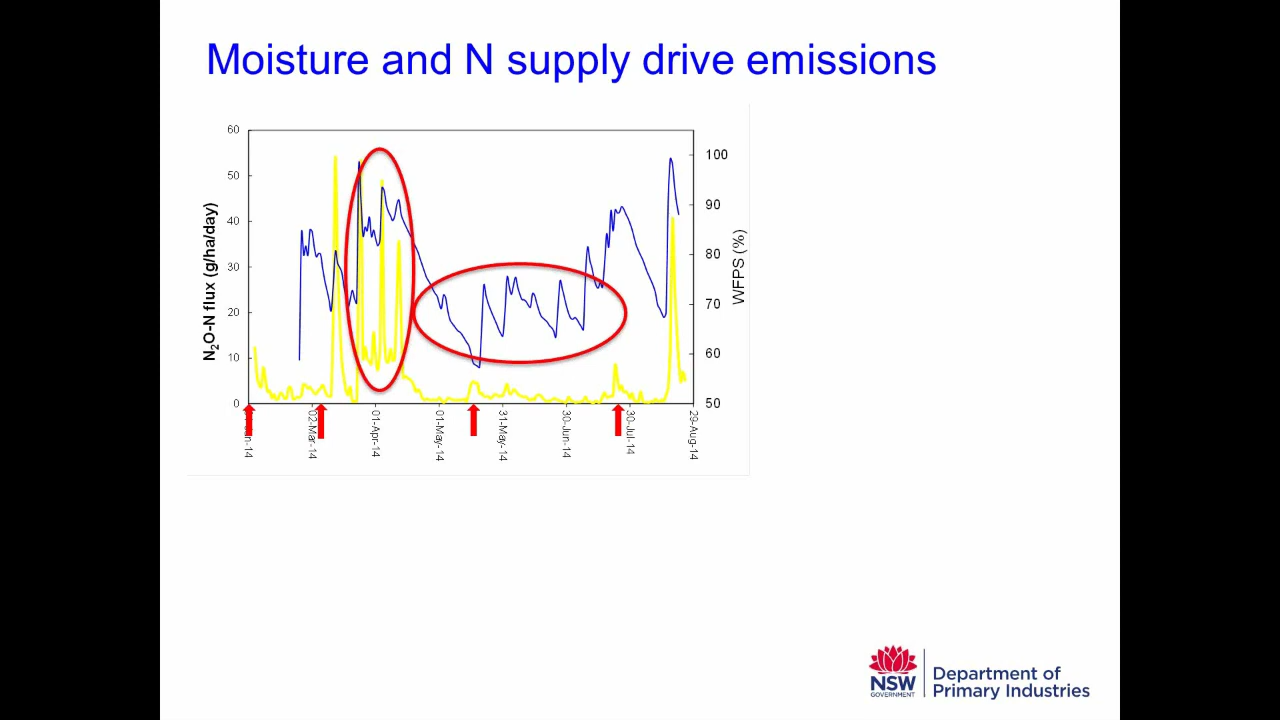 Moisture and N supply drive emissions
60
50
40
30
20
10
0
N₂O-N flux (g/ha/day)
100
90
80
70
60
50
WFPS (%)
02-Mar-14
01-Apr-14
01-May-14
31-May-14
30-Jun-14
30-Jul-14
29-Aug-14
NSW
GOVERNMENT
Department of
Primary Industries